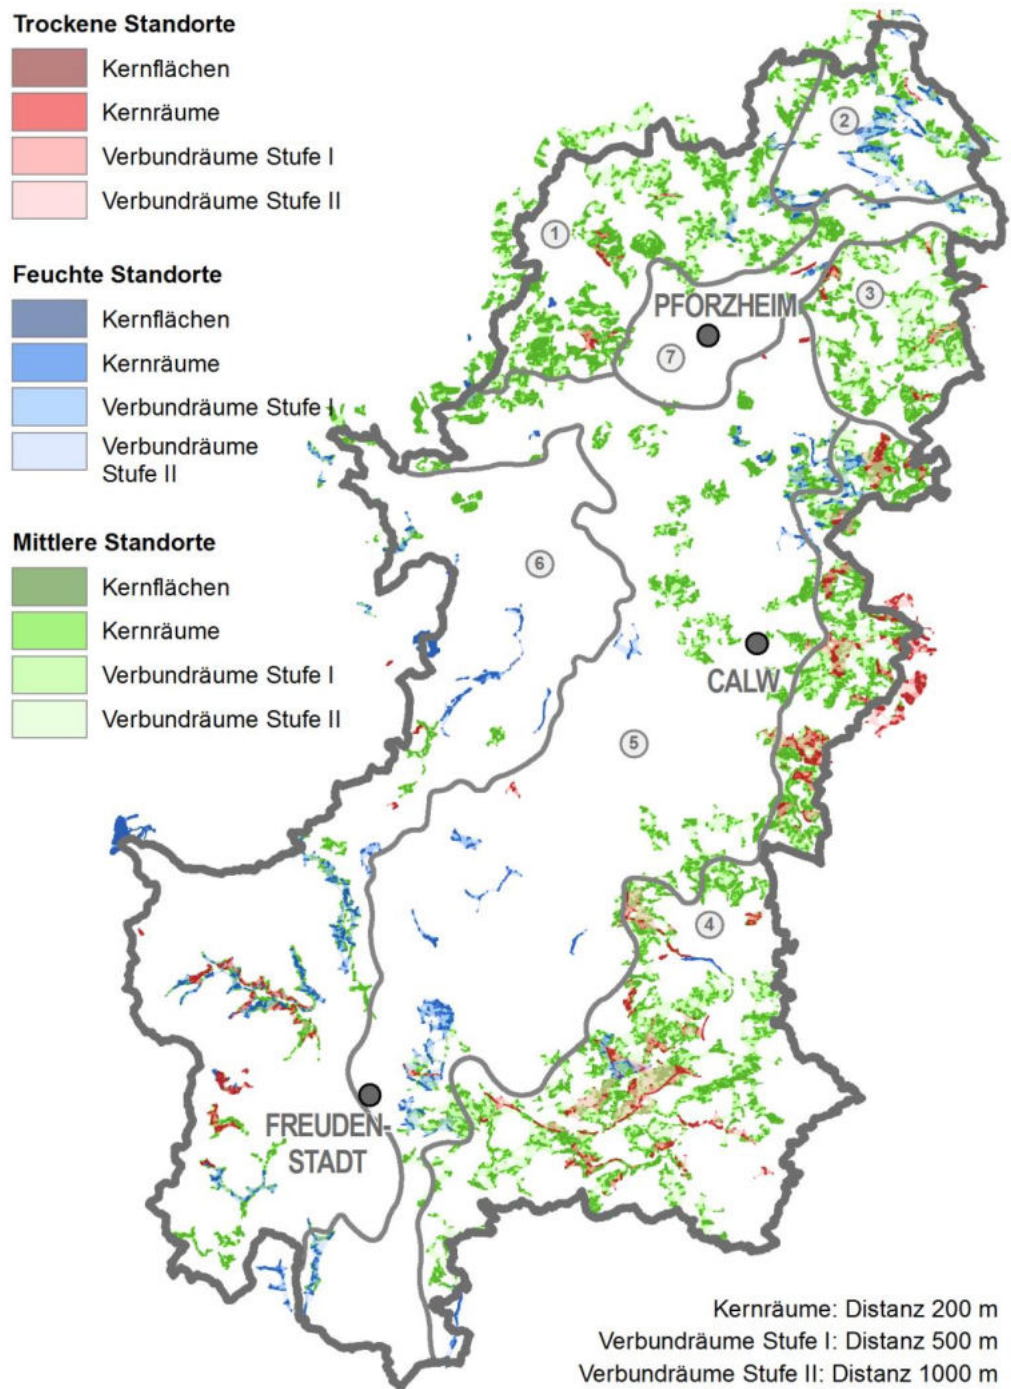 Trockene Standorte
Kernflächen
Kernräume
Verbundräume Stufe I
Verbundräume Stufe II
Feuchte Standorte
Kernflächen
Kernräume
Verbundräume Stufe I
Verbundräume
Stufe II
Mittlere Standorte
Kernflächen
Kernräume
Verbundräume Stufe I
Verbundräume Stufe II
2
1
3
PFORZHEIM
7
6
CALW
5
4
FREUDEN-
STADT
Kernräume: Distanz 200 m
Verbundräume Stufe I: Distanz 500 m
Verbundräume Stufe II: Distanz 1000 m